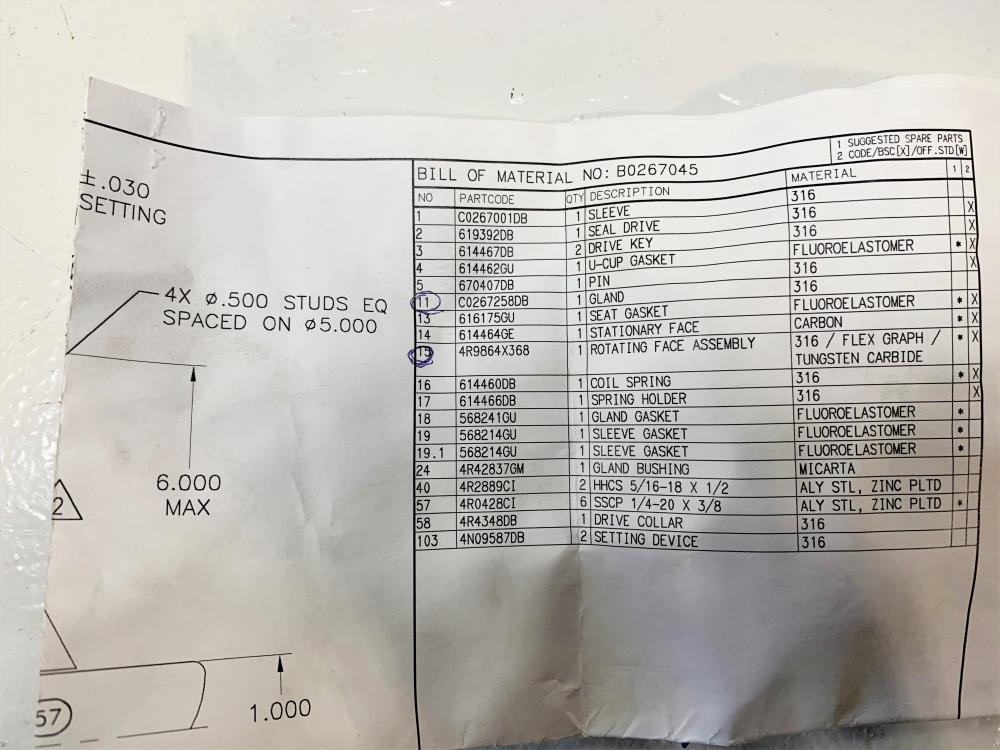 1 SUGGESTED SPARE PARTS
2 CODE/BSC[X]/OFF.STD[W]
BILL OF MATERIAL NO: B0267045
NO PARTCODE QTY DESCRIPTION MATERIAL 1 2
1 C0267001DB 1 SLEEVE 316
2 619392DB 1 SEAL DRIVE 316 X
3 614467DB 2 DRIVE KEY 316 X
4 614462GU 1 U-CUP GASKET FLUOROELASTOMER * X
5 670407DB 1 PIN 316 X
11 C0267258DB 1 GLAND 316
13 616175GU 1 SEAT GASKET FLUOROELASTOMER * X
14 614464GE 1 STATIONARY FACE CARBON * X
15 4R9864X368 1 ROTATING FACE ASSEMBLY 316 / FLEX GRAPH / * X
TUNGSTEN CARBIDE
16 614460DB 1 COIL SPRING 316 * X
17 614466DB 1 SPRING HOLDER 316 X
18 568241GU 1 GLAND GASKET FLUOROELASTOMER *
19 568214GU 1 SLEEVE GASKET FLUOROELASTOMER *
19.1 568214GU 1 SLEEVE GASKET FLUOROELASTOMER *
24 4R42837GM 1 GLAND BUSHING MICARTA
40 4R2889CI 2 HHCS 5/16-18 X 1/2 ALY STL, ZINC PLTD
57 4R0428CI 6 SSCP 1/4-20 X 3/8 ALY STL, ZINC PLTD *
58 4R4348DB 1 DRIVE COLLAR 316
103 4N09587DB 2 SETTING DEVICE 316
±.030
SETTING
4X ø.500 STUDS EQ
SPACED ON ø5.000
6.000
MAX
2
57
1.000